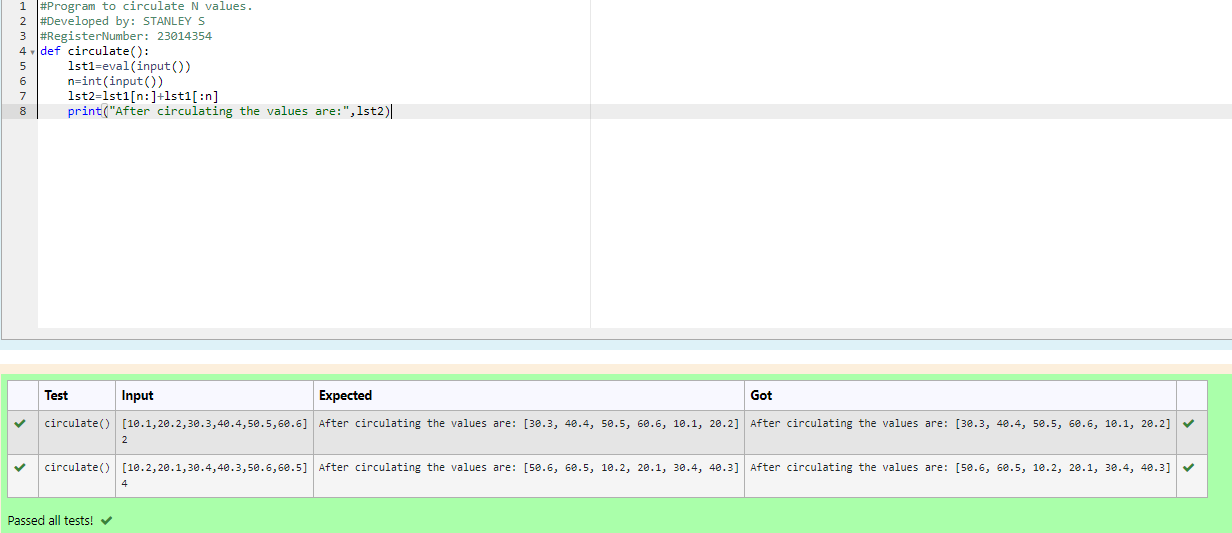 1 #Program to circulate N values.
2 #Developed by: STANLEY S
3 #RegisterNumber: 23014354
4 def circulate():
5     lst1=eval(input())
6     n=int(input())
7     lst2=lst1[n:]+lst1[:n]
8     print("After circulating the values are:",lst2)
Test Input Expected Got
circulate() [10.1,20.2,30.3,40.4,50.5,60.6] After circulating the values are: [30.3, 40.4, 50.5, 60.6, 10.1, 20.2] After circulating the values are: [30.3, 40.4, 50.5, 60.6, 10.1, 20.2]
2
circulate() [10.2,20.1,30.4,40.3,50.6,60.5] After circulating the values are: [50.6, 60.5, 10.2, 20.1, 30.4, 40.3] After circulating the values are: [50.6, 60.5, 10.2, 20.1, 30.4, 40.3]
4
Passed all tests!